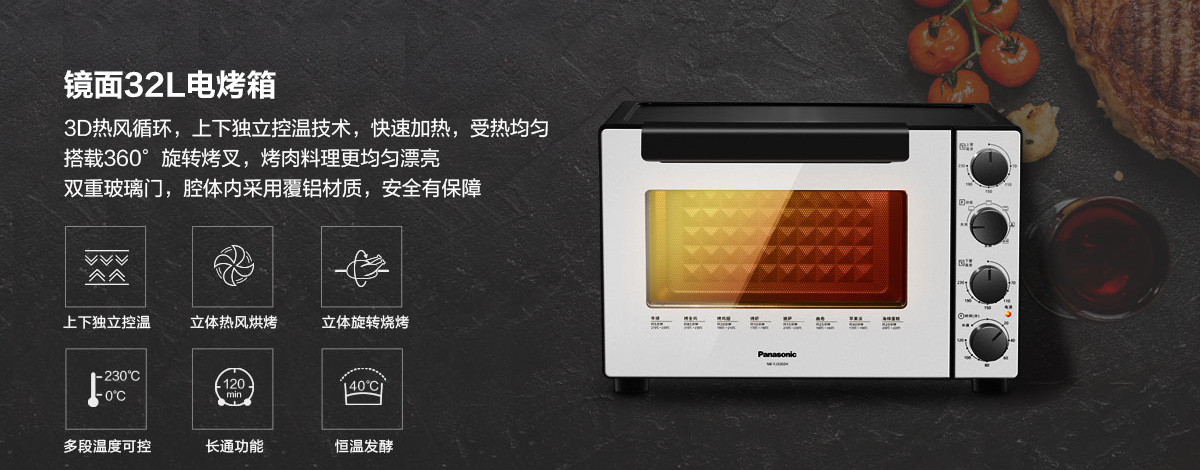 镜面32L电烤箱
3D热风循环，上下独立控温技术，快速加热，受热均匀
搭载360°旋转烤叉，烤肉料理更均匀漂亮
双重玻璃门，腔体内采用覆铝材质，安全有保障
上下独立控温
立体热风烘烤
立体旋转烧烤
230℃
0℃
120
min
40℃
多段温度可控
长通功能
恒温发酵
Panasonic